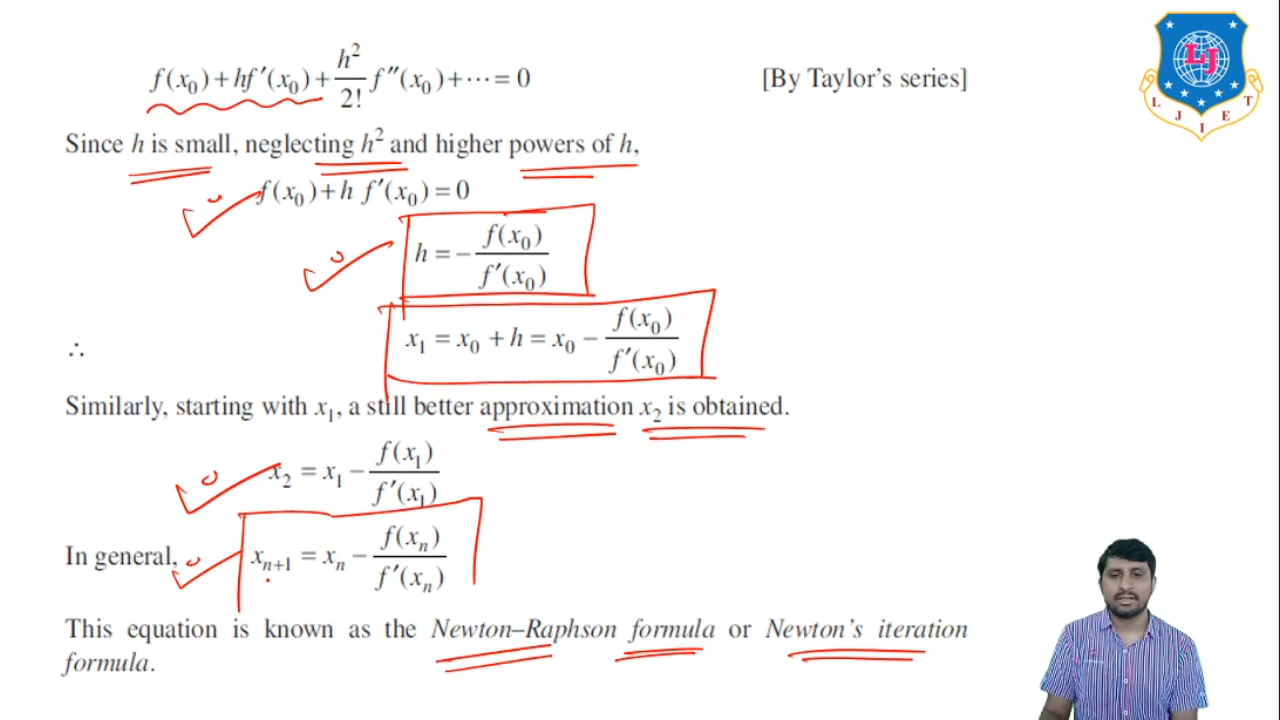 f(x₀)+hf′(x₀)+h²/2! f″(x₀)+⋯=0 [By Taylor’s series]
Since h is small, neglecting h² and higher powers of h,
f(x₀)+h f′(x₀)=0
h=−f(x₀)/f′(x₀)
∴ x₁ = x₀ + h = x₀ − f(x₀)/f′(x₀)
Similarly, starting with x₁, a still better approximation x₂ is obtained.
x₂ = x₁ − f(x₁)/f′(x₁)
In general, xₙ₊₁ = xₙ − f(xₙ)/f′(xₙ)
This equation is known as the Newton–Raphson formula or Newton’s iteration
formula.
LJ
L J I E T